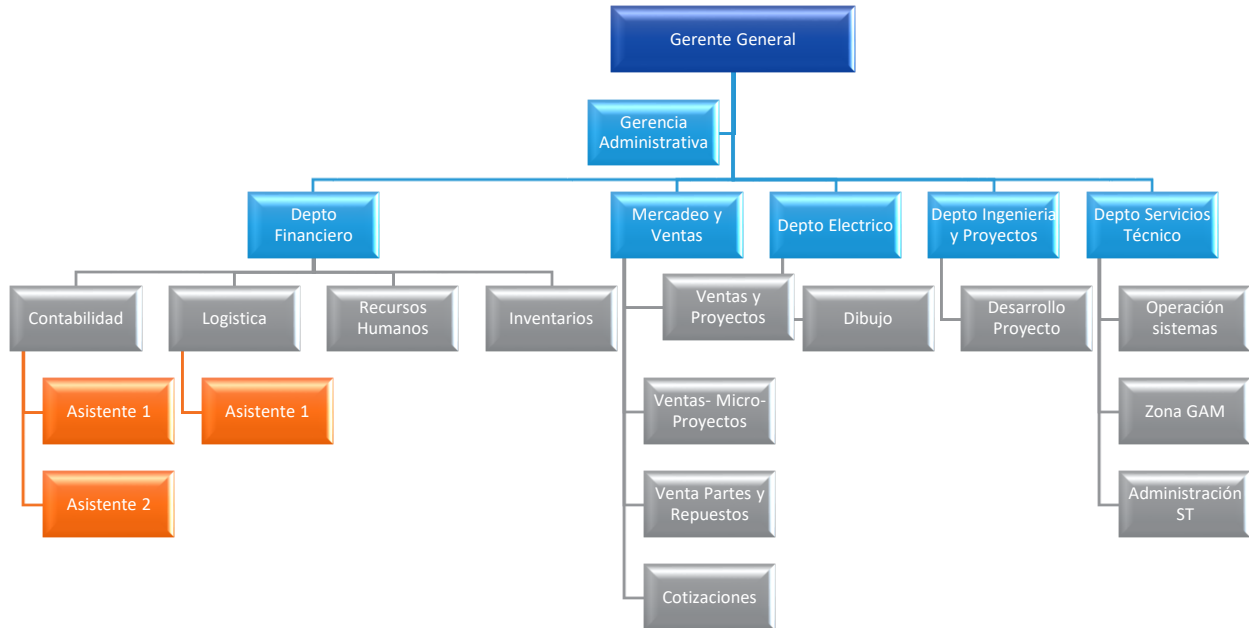 Gerente General
Gerencia
Administrativa
Depto
Financiero
Mercadeo y
Ventas
Depto Electrico
Depto Ingenieria
y Proyectos
Depto Servicios
Técnico
Contabilidad
Logistica
Recursos
Humanos
Inventarios
Ventas y
Proyectos
Dibujo
Desarrollo
Proyecto
Operación
sistemas
Asistente 1
Asistente 1
Ventas- Micro-
Proyectos
Zona GAM
Asistente 2
Venta Partes y
Repuestos
Administración
ST
Cotizaciones